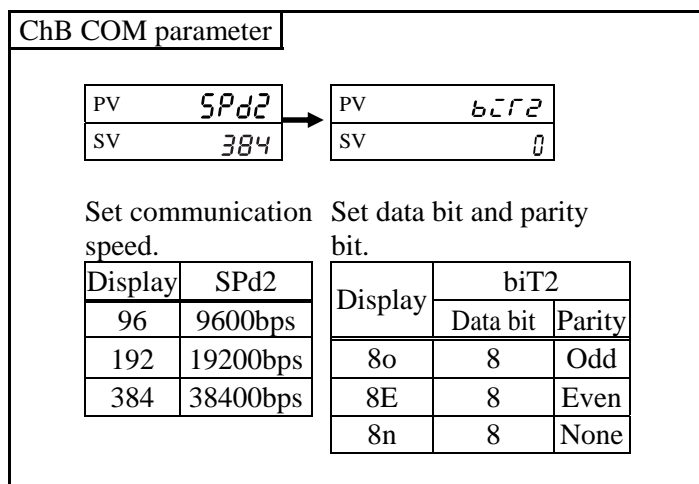 ChB COM parameter
PV SPd2
SV 384
PV biT2
SV 0
Set communication speed.
Display SPd2
96 9600bps
192 19200bps
384 38400bps
Set data bit and parity bit.
Display biT2
Data bit Parity
8o 8 Odd
8E 8 Even
8n 8 None